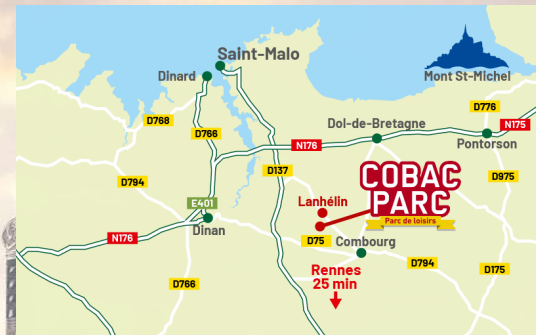 Saint-Malo
Dinard
Mont St-Michel
D776
D768
D766
Dol-de-Bretagne
N175
N176
Pontorson
D137
COBAC
PARC
Parc de loisirs
D794
D975
E401
Lanhélin
Dinan
D75
Combourg
N176
D794
D175
Rennes
25 min
D766